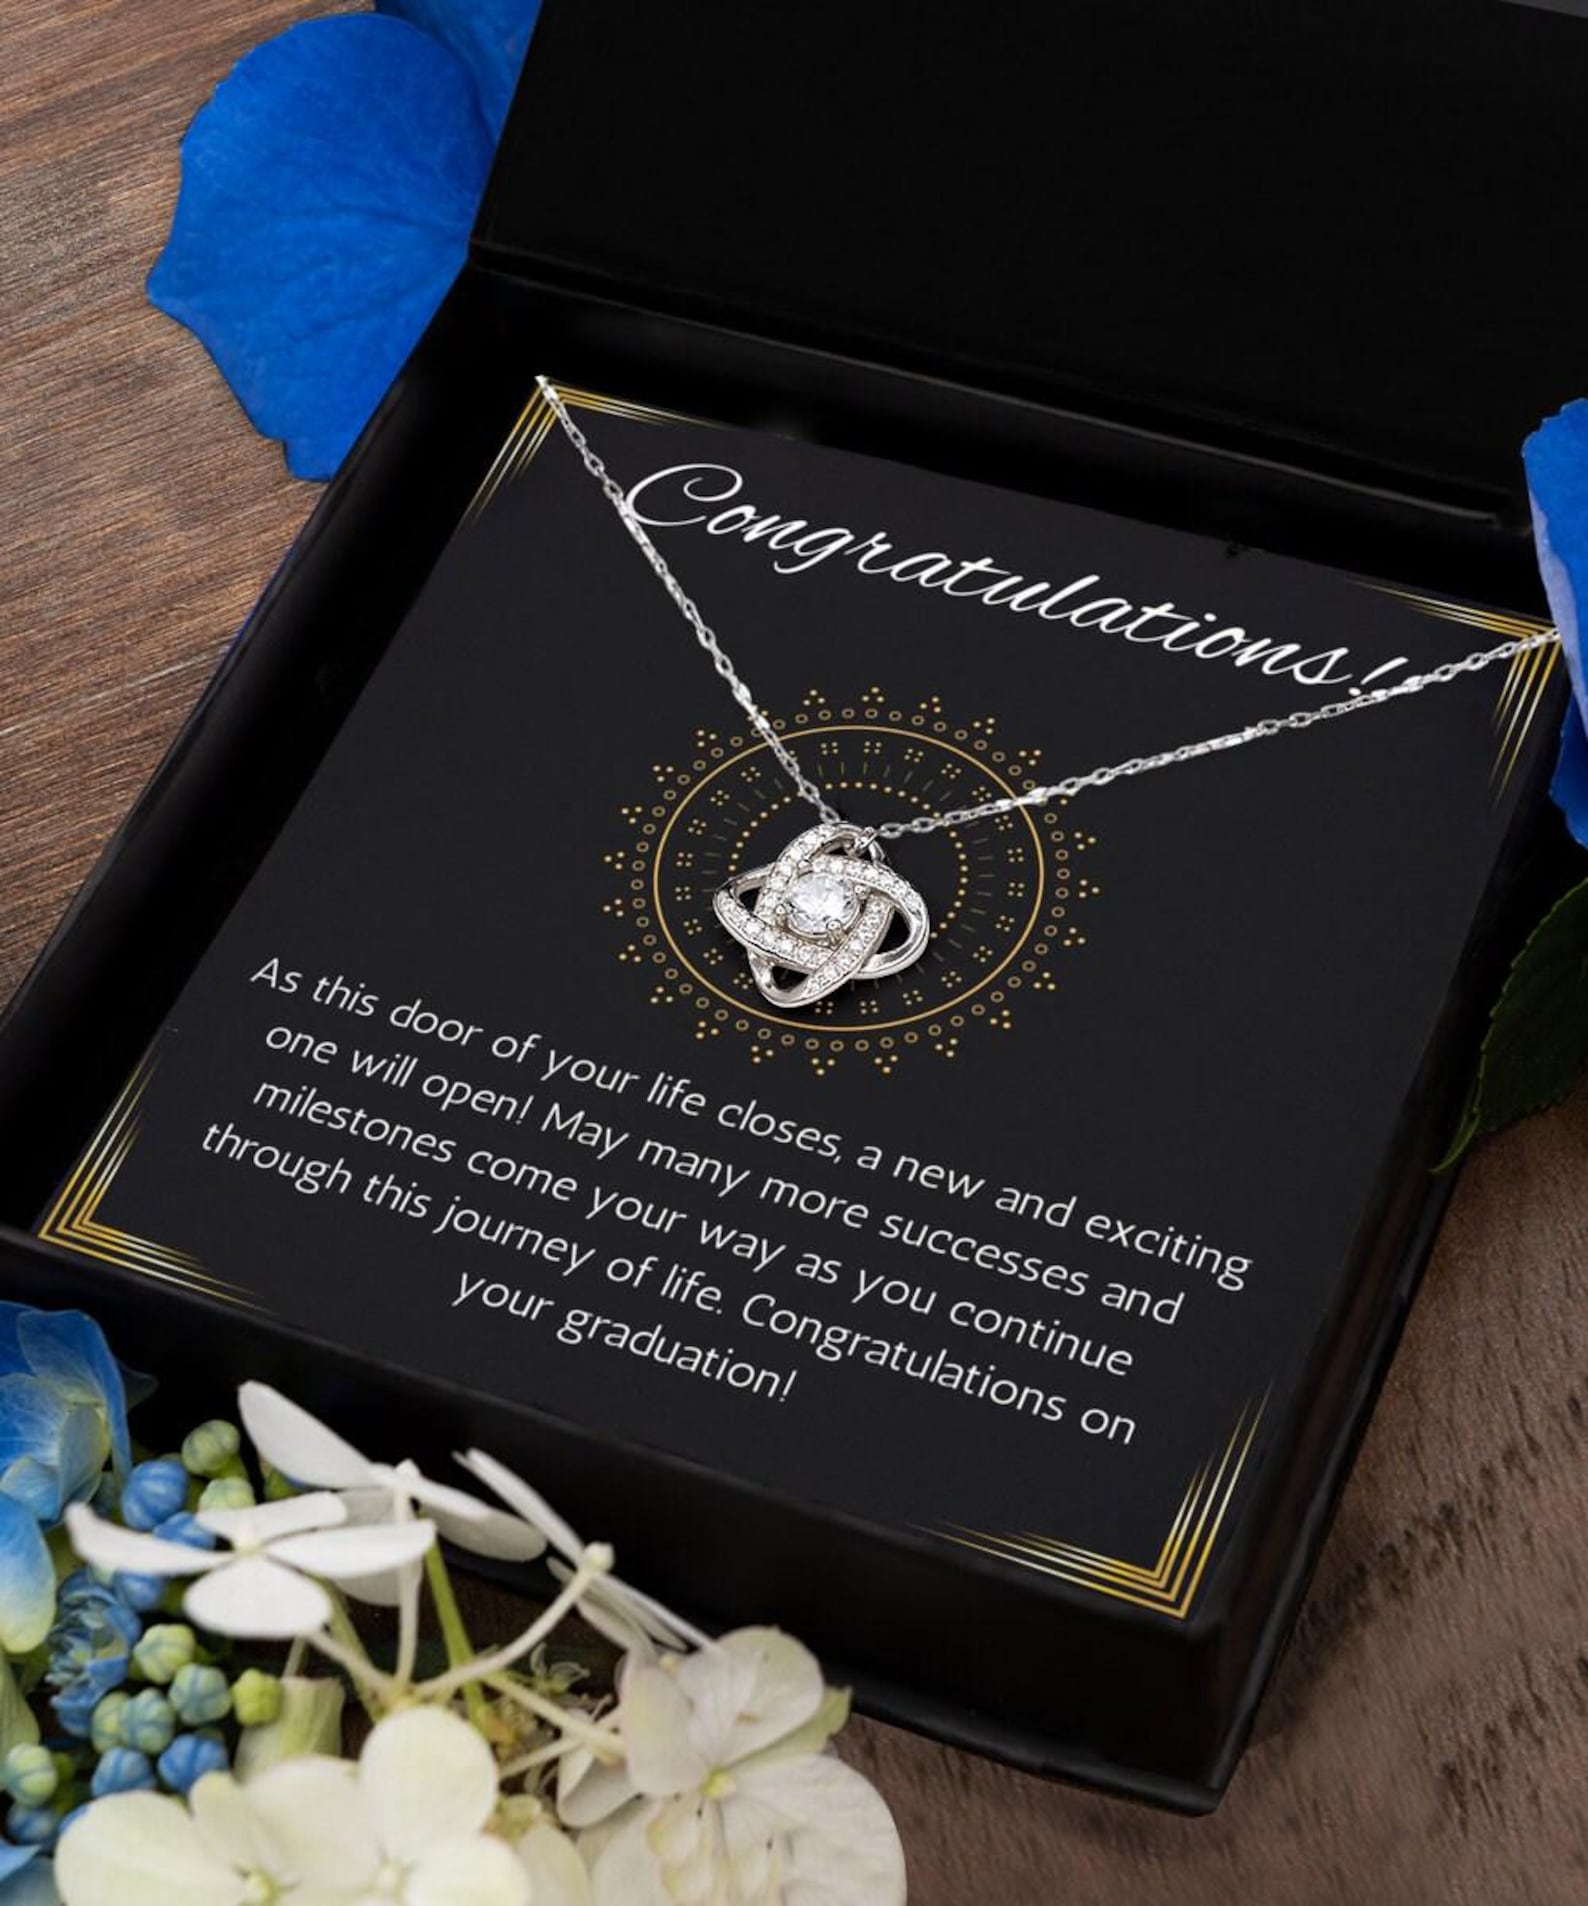 Congratulations!
As this door of your life closes, a new and exciting
one will open! May many more successes and
milestones come your way as you continue
through this journey of life. Congratulations on
your graduation!